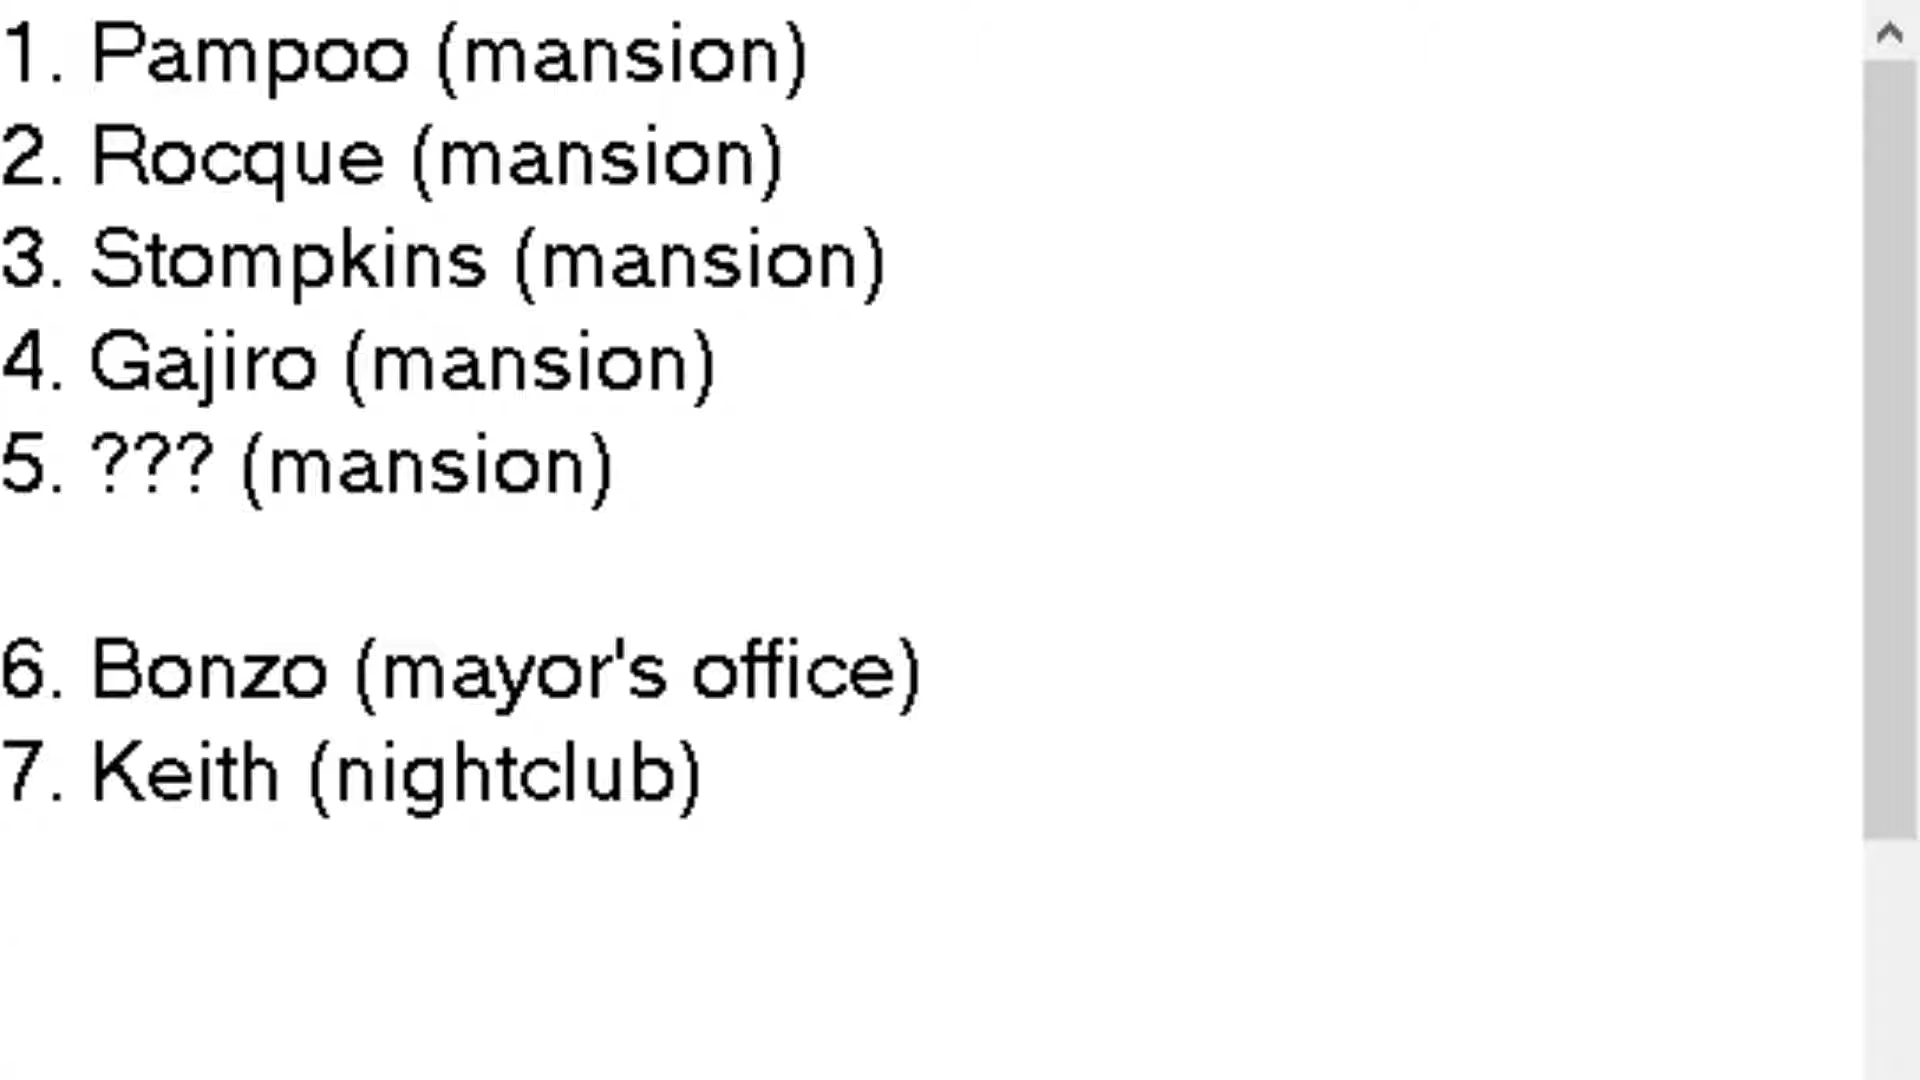 1. Pampoo (mansion)
2. Rocque (mansion)
3. Stompkins (mansion)
4. Gajiro (mansion)
5. ??? (mansion)
6. Bonzo (mayor's office)
7. Keith (nightclub)